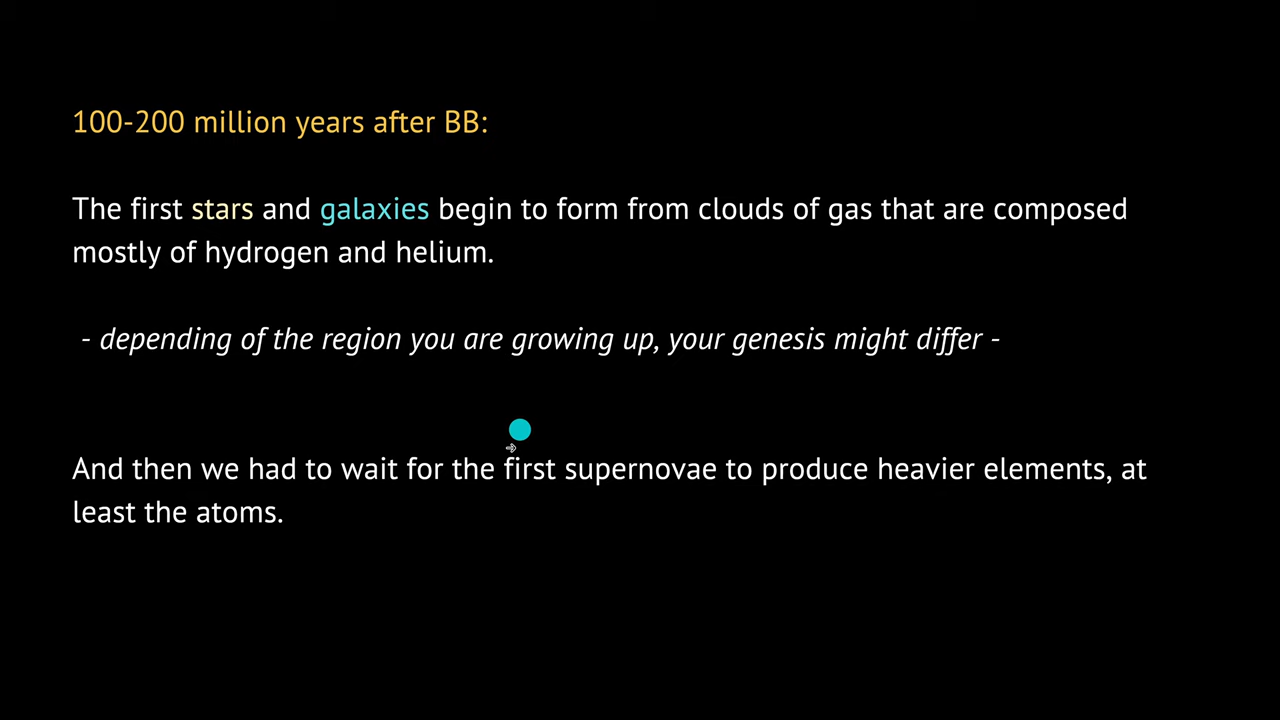 100-200 million years after BB:
The first stars and galaxies begin to form from clouds of gas that are composed
mostly of hydrogen and helium.
- depending of the region you are growing up, your genesis might differ -
And then we had to wait for the first supernovae to produce heavier elements, at
least the atoms.